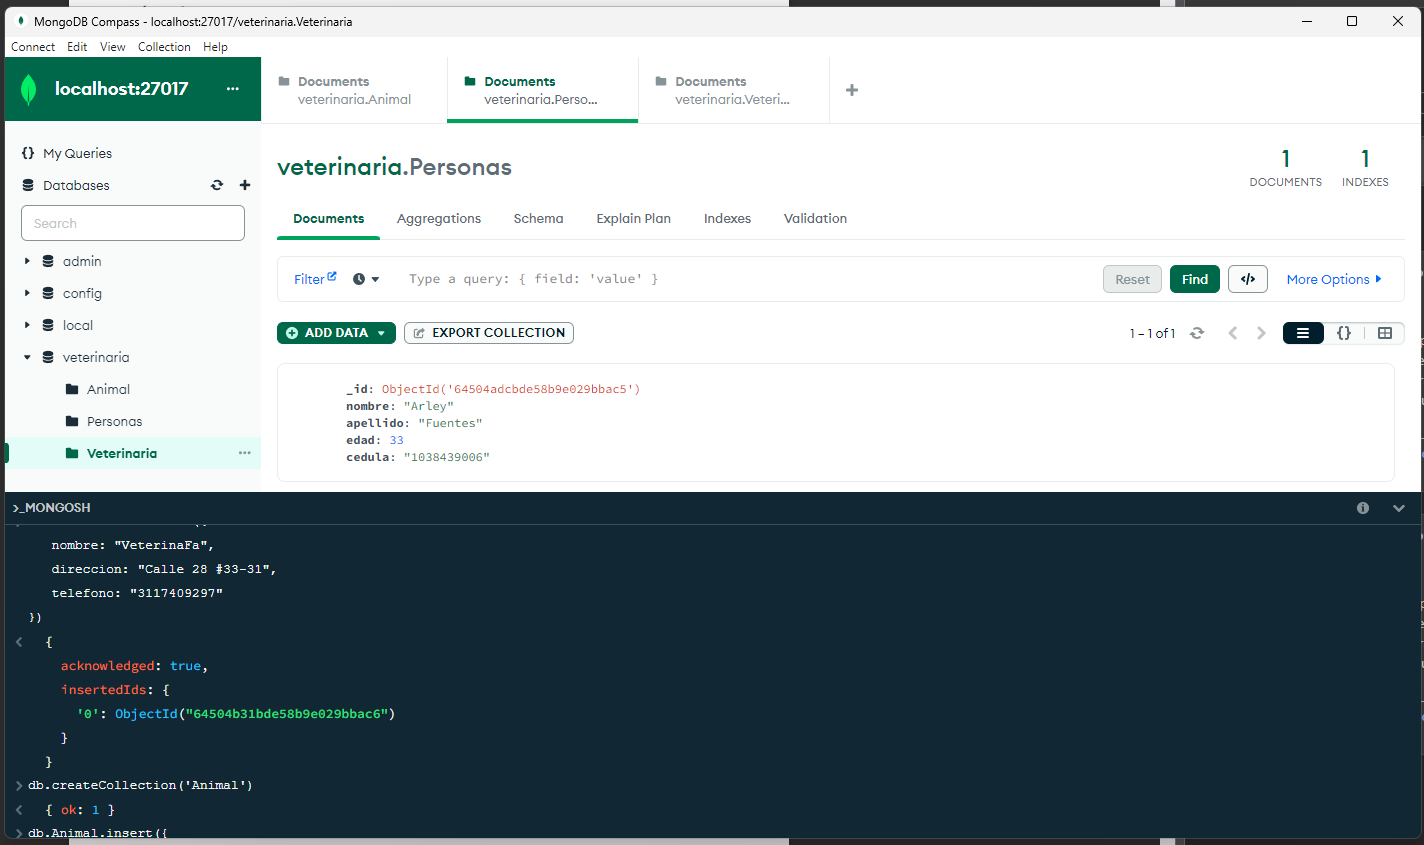 MongoDB Compass - localhost:27017/veterinaria.Veterinaria
Connect Edit View Collection Help
localhost:27017 ...
Documents
veterinaria.Animal
Documents
veterinaria.Perso...
Documents
veterinaria.Veteri...
{} My Queries
Databases
Search
admin
config
local
veterinaria
Animal
Personas
Veterinaria ...
veterinaria.Personas
1
DOCUMENTS
1
INDEXES
Documents Aggregations Schema Explain Plan Indexes Validation
Filter Type a query: { field: 'value' } Reset Find </> More Options
ADD DATA EXPORT COLLECTION 1 – 1 of 1 {}
_id: ObjectId('64504adcbde58b9e029bbac5')
nombre: "Arley"
apellido: "Fuentes"
edad: 33
cedula: "1038439006"
>_MONGOSH
nombre: "VeterinaFa",
direccion: "Calle 28 #33-31",
telefono: "3117409297"
})
< {
acknowledged: true,
insertedIds: {
'0': ObjectId("64504b31bde58b9e029bbac6")
}
}
> db.createCollection('Animal')
< { ok: 1 }
> db.Animal.insert({